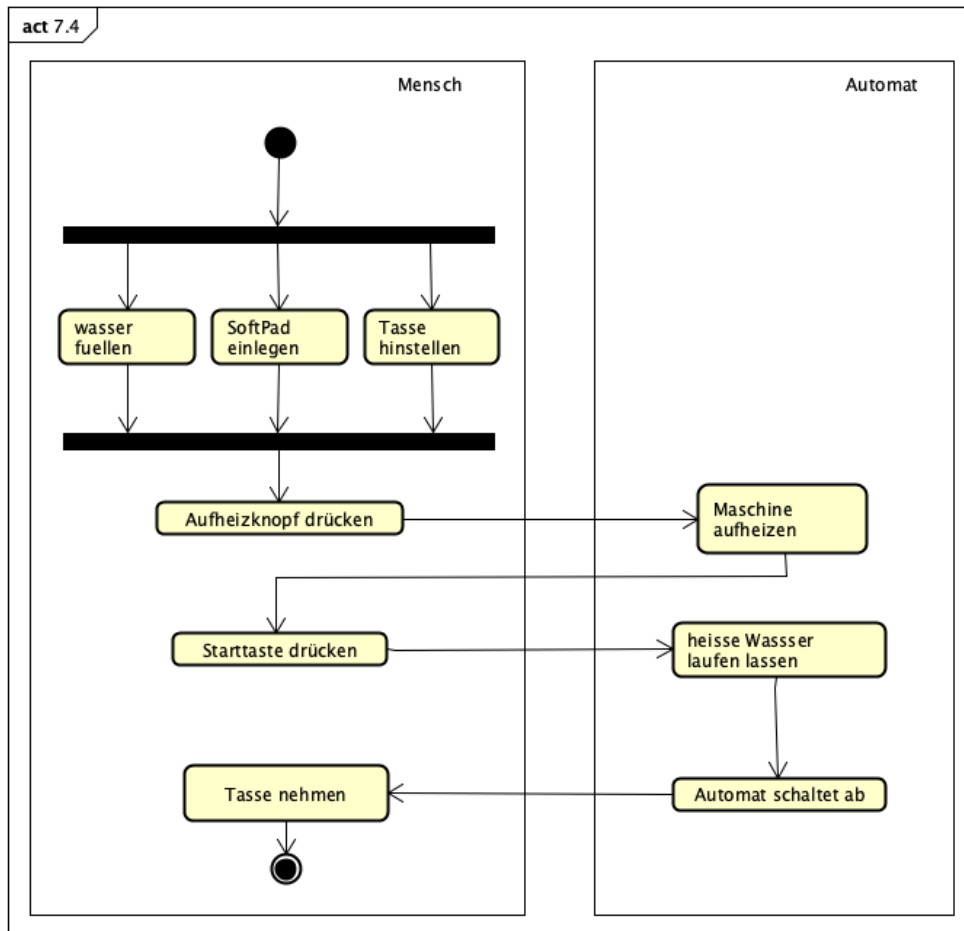 act 7.4
Mensch
Automat
wasser
fuellen
SoftPad
einlegen
Tasse
hinstellen
Aufheizknopf drücken
Maschine
aufheizen
Starttaste drücken
heisse Wassser
laufen lassen
Tasse nehmen
Automat schaltet ab